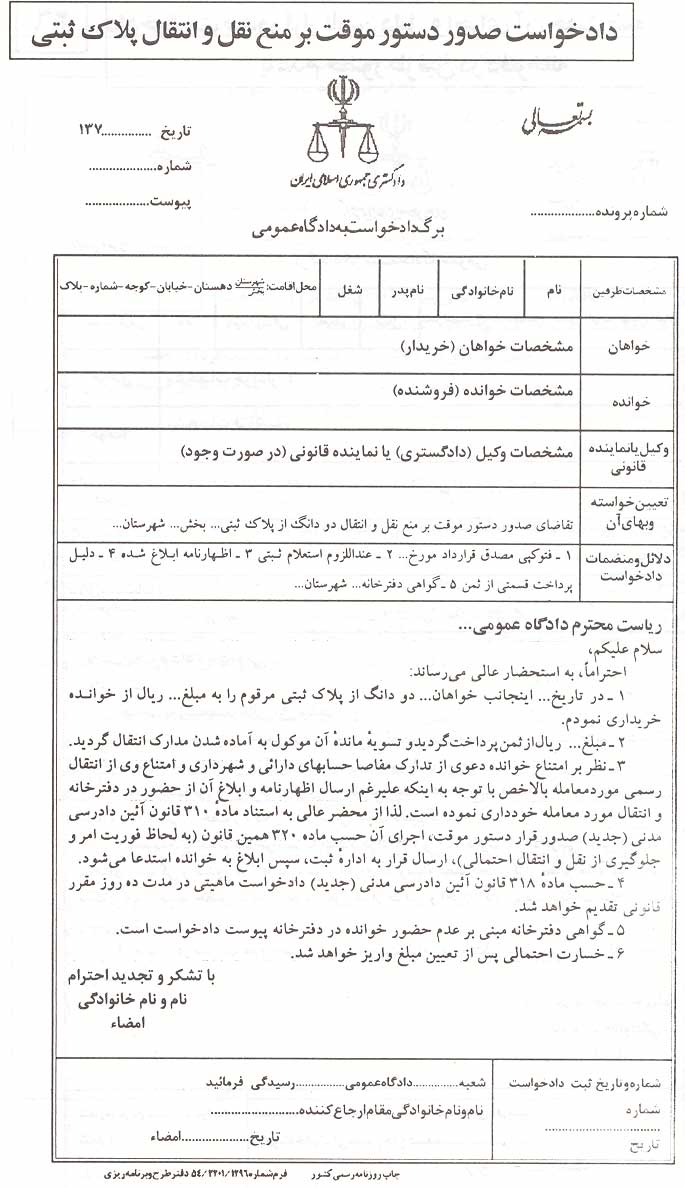 دادخواست صدور دستور موقت بر منع نقل و انتقال پلاک ثبتی
بسمه تعالی
تاریخ ............... ۱۳۷
شماره....................
پیوست....................
دادگستری جمهوری اسلامی ایران
شماره پرونده...................
برگ دادخواست به دادگاه عمومی
مشخصات طرفین
نام
نام خانوادگی
نام پدر
شغل
محل اقامت: شهرستان بخش دهستان-خیابان-کوچه-شماره-پلاک
خواهان
مشخصات خواهان (خریدار)
خوانده
مشخصات خوانده (فروشنده)
وکیل یا نماینده
قانونی
مشخصات وکیل (دادگستری) یا نماینده قانونی (در صورت وجود)
تعیین خواسته
وبهای آن
تقاضای صدور دستور موقت بر منع نقل و انتقال دو دانگ از پلاک ثبتی... بخش... شهرستان...
دلائل و منضمات
دادخواست
۱ ـ فتوکپی مصدق قرارداد مورخ... ۲ ـ عنداللزوم استعلام ثبتی ۳ ـ اظهارنامه ابلاغ شده ۴ ـ دلیل
پرداخت قسمتی از ثمن ۵ ـ گواهی دفترخانه... شهرستان...
ریاست محترم دادگاه عمومی...
سلام علیکم،
احتراماً، به استحضار عالی می‌رساند:
۱ ـ در تاریخ... اینجانب خواهان... دو دانگ از پلاک ثبتی مرقوم را به مبلغ... ریال از خوانده
خریداری نمودم.
۲ ـ مبلغ... ریال از ثمن پرداخت گردید و تسویهٔ ماندهٔ آن موکول به آماده شدن مدارک انتقال گردید.
۳ ـ نظر بر امتناع خوانده دعوی از تدارک مفاصا حسابهای دارائی و شهرداری و امتناع وی از انتقال
رسمی مورد معامله بالاخص با توجه به اینکه علیرغم ارسال اظهارنامه و ابلاغ آن از حضور در دفترخانه
و انتقال مورد معامله خودداری نموده است. لذا از محضر عالی به استناد مادهٔ ۳۱۰ قانون آئین دادرسی
مدنی (جدید) صدور قرار دستور موقت، اجرای آن حسب ماده ۳۲۰ همین قانون (به لحاظ فوریت امر و
جلوگیری از نقل و انتقال احتمالی)، ارسال قرار به ادارهٔ ثبت، سپس ابلاغ به خوانده استدعا می‌شود.
۴ ـ حسب مادهٔ ۳۱۸ قانون آئین دادرسی مدنی (جدید) دادخواست ماهیتی در مدت ده روز مقرر
قانونی تقدیم خواهد شد.
۵ ـ گواهی دفترخانه مبنی بر عدم حضور خوانده در دفترخانه پیوست دادخواست است.
۶ ـ خسارت احتمالی پس از تعیین مبلغ واریز خواهد شد.
با تشکر و تجدید احترام
نام و نام خانوادگی
امضاء
شماره و تاریخ ثبت دادخواست
شماره
......................
تاریخ
شعبه...............دادگاه عمومی................رسیدگی فرمائید
نام و نام خانوادگی مقام ارجاع کننده........................
تاریخ.....................امضاء
چاپ روزنامه رسمی کشور فرم شماره ۵۴/۳۲۰۱/۱۲۹۶ دفتر طرح و برنامه ریزی